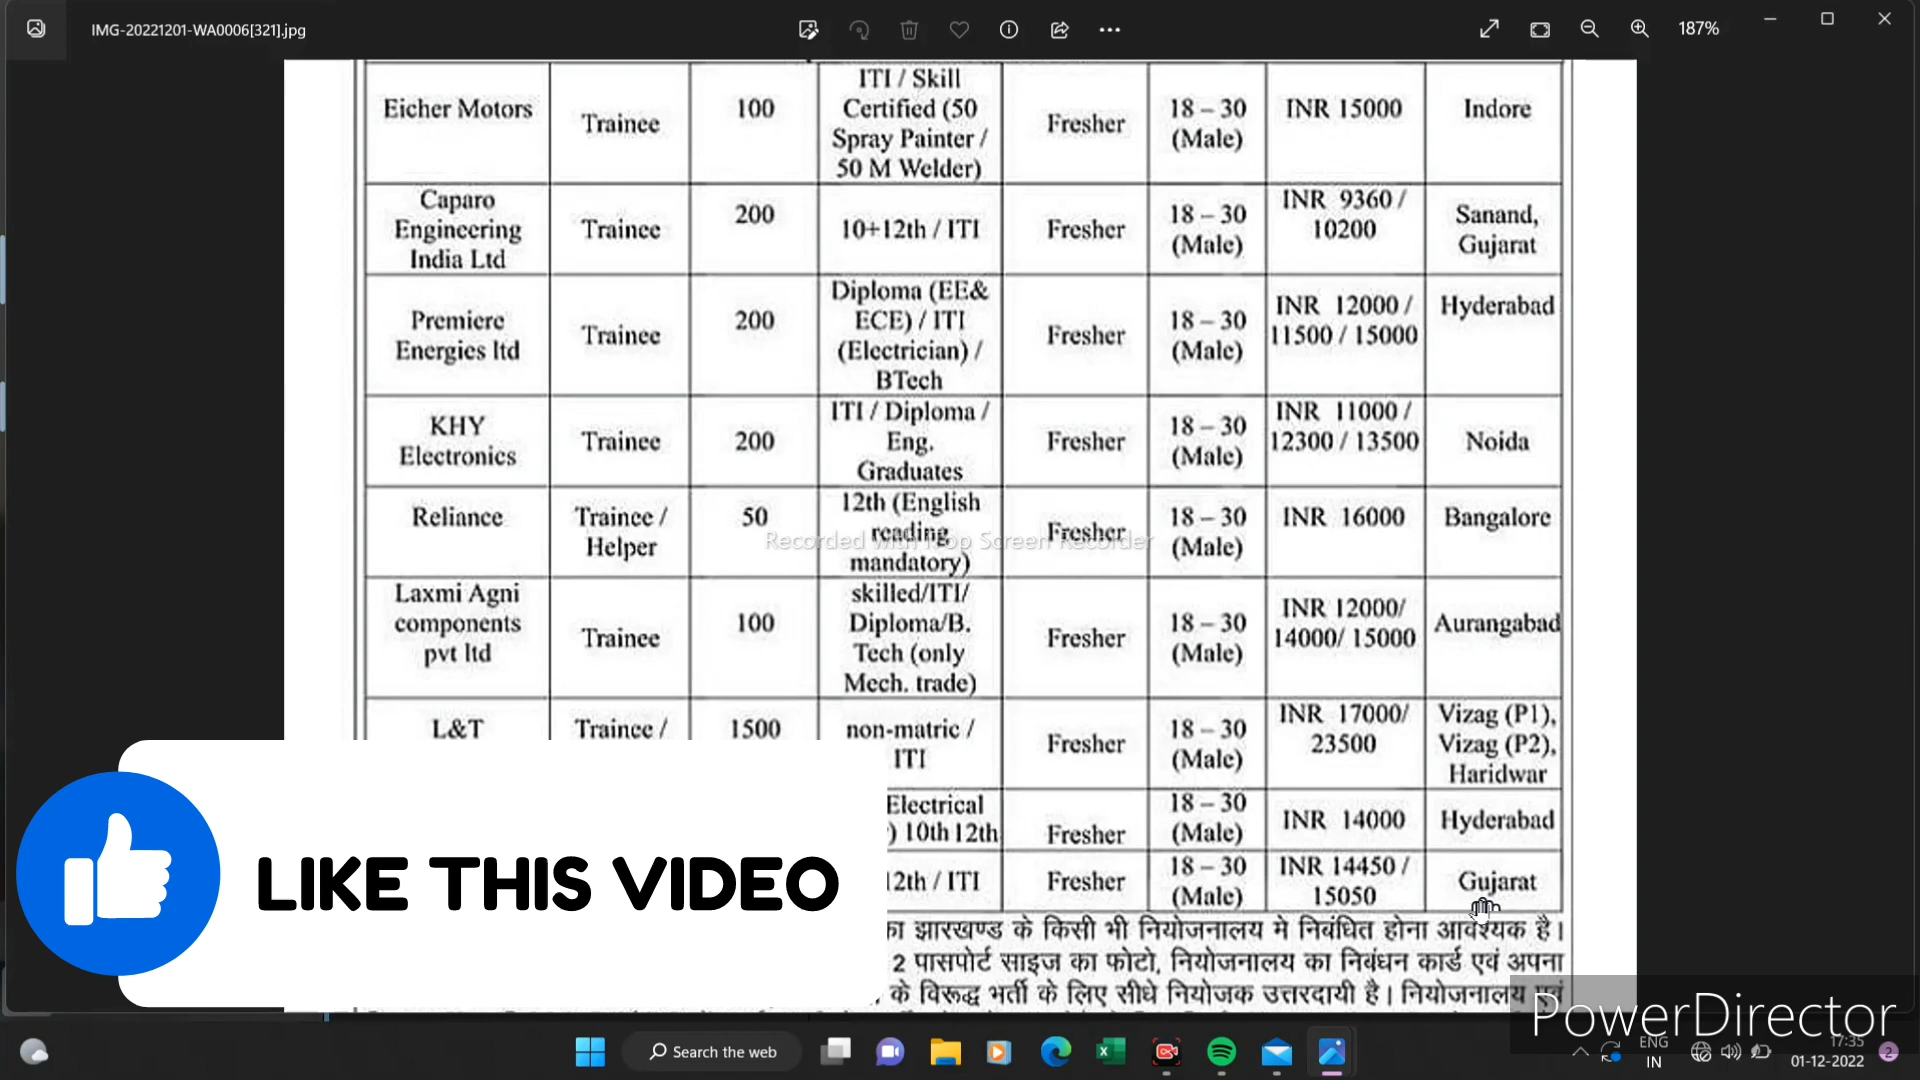 IMG-20221201-WA0006[321].jpg
187%
Eicher Motors Trainee 100 ITI / Skill Certified (50 Spray Painter / 50 M Welder) Fresher 18 – 30 (Male) INR 15000 Indore
Caparo Engineering India Ltd Trainee 200 10+12th / ITI Fresher 18 – 30 (Male) INR 9360 / 10200 Sanand, Gujarat
Premiere Energies ltd Trainee 200 Diploma (EE& ECE) / ITI (Electrician) / BTech Fresher 18 – 30 (Male) INR 12000 / 11500 / 15000 Hyderabad
KHY Electronics Trainee 200 ITI / Diploma / Eng. Graduates Fresher 18 – 30 (Male) INR 11000 / 12300 / 13500 Noida
Reliance Trainee / Helper 50 12th (English reading mandatory) Fresher 18 – 30 (Male) INR 16000 Bangalore
Recorded with iTop Screen Recorder
Laxmi Agni components pvt ltd Trainee 100 skilled/ITI/ Diploma/B. Tech (only Mech. trade) Fresher 18 – 30 (Male) INR 12000/ 14000/ 15000 Aurangabad
L&T Trainee / 1500 non-matric / ITI Fresher 18 – 30 (Male) INR 17000/ 23500 Vizag (P1), Vizag (P2), Haridwar
Electrical ) 10th 12th Fresher 18 – 30 (Male) INR 14000 Hyderabad
12th / ITI Fresher 18 – 30 (Male) INR 14450 / 15050 Gujarat
का झारखण्ड के किसी भी नियोजनालय मे निबंधित होना आवश्यक है।
2 पासपोर्ट साइज का फोटो, नियोजनालय का निबंधन कार्ड एवं अपना
के विरूद्ध भर्ती के लिए सीधे नियोजक उत्तरदायी है। नियोजनालय एवं
LIKE THIS VIDEO
PowerDirector
Search the web
ENG
IN
17:35
01-12-2022
2